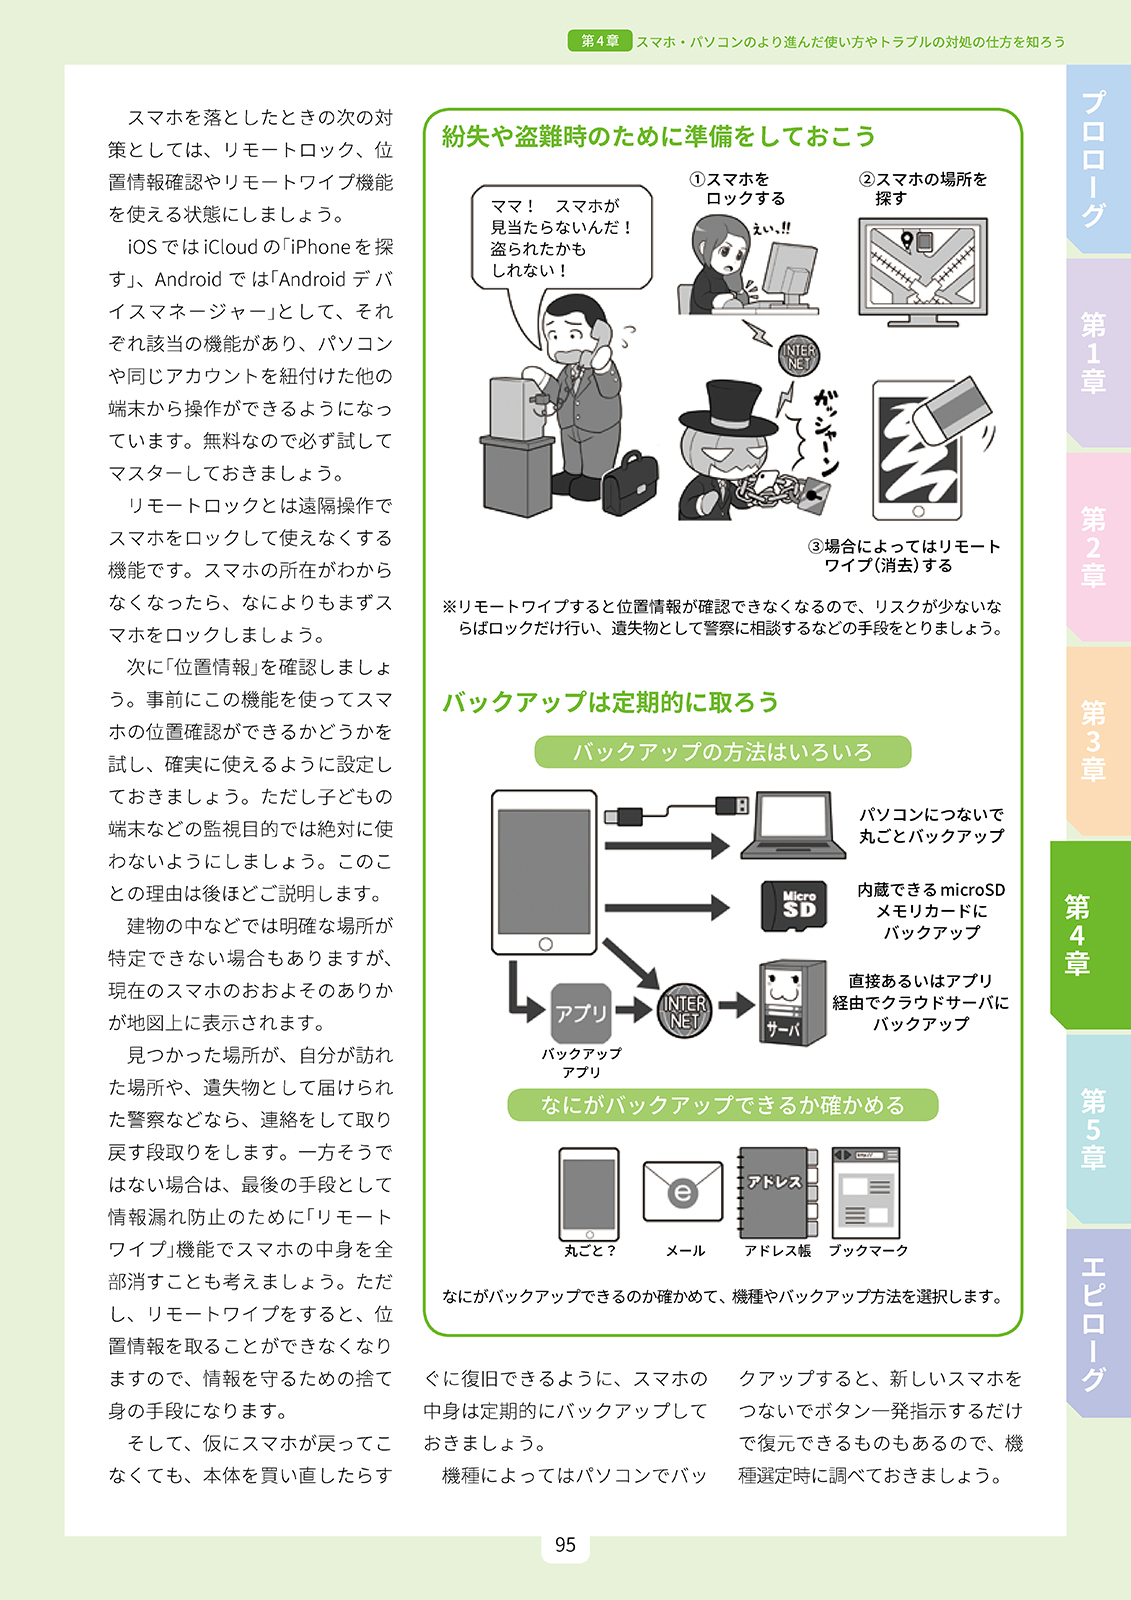 第4章 スマホ・パソコンのより進んだ使い方やトラブルの対処の仕方を知ろう
スマホを落としたときの次の対
策としては、リモートロック、位
置情報確認やリモートワイプ機能
を使える状態にしましょう。
iOSではiCloudの「iPhoneを探
す」、Androidでは「Androidデバ
イスマネージャー」として、それ
ぞれ該当の機能があり、パソコン
や同じアカウントを紐付けた他の
端末から操作ができるようになっ
ています。無料なので必ず試して
マスターしておきましょう。
リモートロックとは遠隔操作で
スマホをロックして使えなくする
機能です。スマホの所在がわから
なくなったら、なによりもまずス
マホをロックしましょう。
次に「位置情報」を確認しましょ
う。事前にこの機能を使ってスマ
ホの位置確認ができるかどうかを
試し、確実に使えるように設定し
ておきましょう。ただし子どもの
端末などの監視目的では絶対に使
わないようにしましょう。このこ
との理由は後ほどご説明します。
建物の中などでは明確な場所が
特定できない場合もありますが、
現在のスマホのおおよそのありか
が地図上に表示されます。
見つかった場所が、自分が訪れ
た場所や、遺失物として届けられ
た警察などなら、連絡をして取り
戻す段取りをします。一方そうで
はない場合は、最後の手段として
情報漏れ防止のために「リモート
ワイプ」機能でスマホの中身を全
部消すことも考えましょう。ただ
し、リモートワイプをすると、位
置情報を取ることができなくなり
ますので、情報を守るための捨て
身の手段になります。
そして、仮にスマホが戻ってこ
なくても、本体を買い直したらす
紛失や盗難時のために準備をしておこう
ママ！　スマホが
見当たらないんだ！
盗られたかも
しれない！
①スマホを
ロックする
えい､!!
②スマホの場所を
探す
INTER
NET
ガッシャーン
③場合によってはリモート
ワイプ（消去）する
※リモートワイプすると位置情報が確認できなくなるので、リスクが少ないな
らばロックだけ行い、遺失物として警察に相談するなどの手段をとりましょう。
バックアップは定期的に取ろう
バックアップの方法はいろいろ
パソコンにつないで
丸ごとバックアップ
Micro
SD
内蔵できるmicroSD
メモリカードに
バックアップ
アプリ
バックアップ
アプリ
INTER
NET
サーバ
直接あるいはアプリ
経由でクラウドサーバに
バックアップ
なにがバックアップできるか確かめる
丸ごと？
e
メール
アドレス
アドレス帳
http://
ブックマーク
なにがバックアップできるのか確かめて、機種やバックアップ方法を選択します。
ぐに復旧できるように、スマホの
中身は定期的にバックアップして
おきましょう。
機種によってはパソコンでバッ
クアップすると、新しいスマホを
つないでボタン一発指示するだけ
で復元できるものもあるので、機
種選定時に調べておきましょう。
プロローグ
第1章
第2章
第3章
第4章
第5章
エピローグ
95